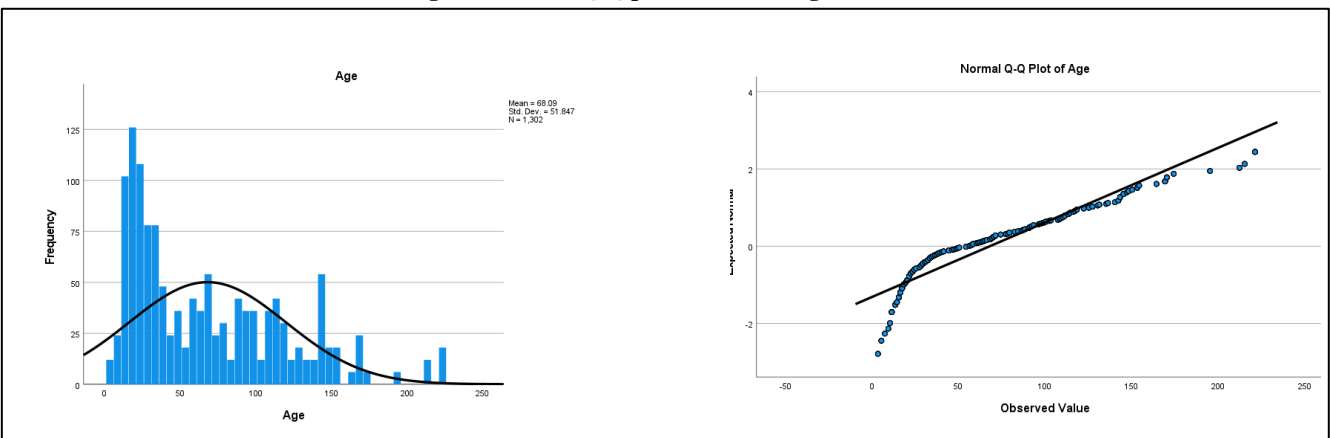 Age
Mean = 68.09
Std. Dev. = 51.847
N = 1,302
125
100
75
50
25
0
Frequency
0
50
100
150
200
250
Age
Normal Q-Q Plot of Age
4
2
0
-2
Normal
-50
0
50
100
150
200
250
Observed Value